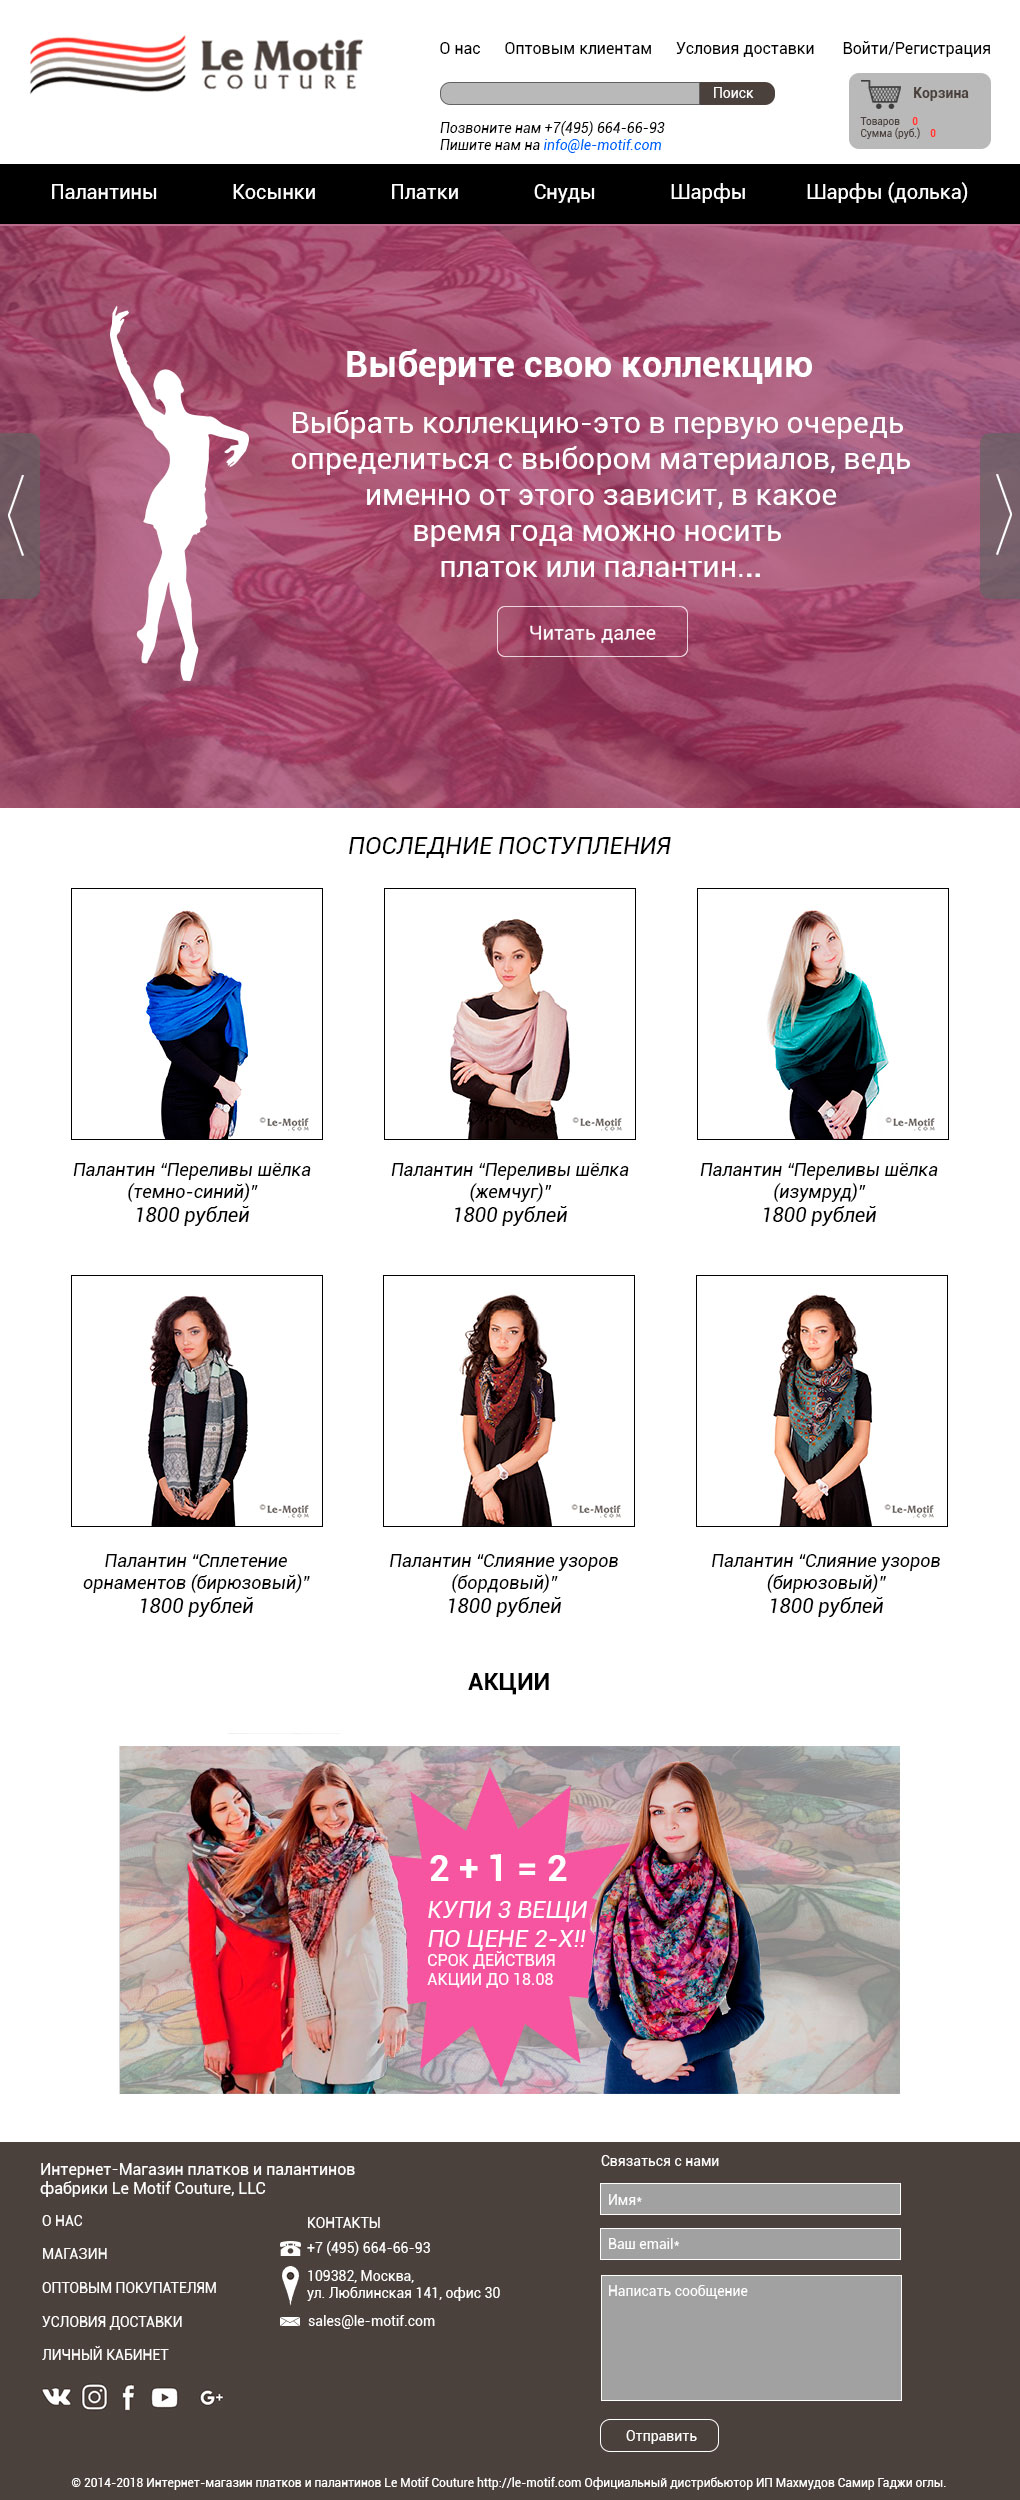 Le Motif
COUTURE
О нас Оптовым клиентам Условия доставки Войти/Регистрация
Поиск
Корзина
Товаров 0
Сумма (руб.) 0
Позвоните нам +7(495) 664-66-93
Пишите нам на info@le-motif.com
Палантины Косынки Платки Снуды Шарфы Шарфы (долька)
Выберите свою коллекцию
Выбрать коллекцию-это в первую очередь
определиться с выбором материалов, ведь
именно от этого зависит, в какое
время года можно носить
платок или палантин...
Читать далее
ПОСЛЕДНИЕ ПОСТУПЛЕНИЯ
©Le-Motif
.COM
©Le-Motif
.COM
©Le-Motif
.COM
Палантин “Переливы шёлка
(темно-синий)”
1800 рублей
Палантин “Переливы шёлка
(жемчуг)”
1800 рублей
Палантин “Переливы шёлка
(изумруд)”
1800 рублей
©Le-Motif
.COM
©Le-Motif
.COM
©Le-Motif
.COM
Палантин “Сплетение
орнаментов (бирюзовый)”
1800 рублей
Палантин “Слияние узоров
(бордовый)”
1800 рублей
Палантин “Слияние узоров
(бирюзовый)”
1800 рублей
АКЦИИ
2 + 1 = 2
КУПИ 3 ВЕЩИ
ПО ЦЕНЕ 2-Х!!
СРОК ДЕЙСТВИЯ
АКЦИИ ДО 18.08
Интернет-Магазин платков и палантинов
фабрики Le Motif Couture, LLC
О НАС
МАГАЗИН
ОПТОВЫМ ПОКУПАТЕЛЯМ
УСЛОВИЯ ДОСТАВКИ
ЛИЧНЫЙ КАБИНЕТ
КОНТАКТЫ
+7 (495) 664-66-93
109382, Москва,
ул. Люблинская 141, офис 30
sales@le-motif.com
Связаться с нами
Имя*
Ваш email*
Написать сообщение
Отправить
G+
© 2014-2018 Интернет-магазин платков и палантинов Le Motif Couture http://le-motif.com Официальный дистрибьютор ИП Махмудов Самир Гаджи оглы.